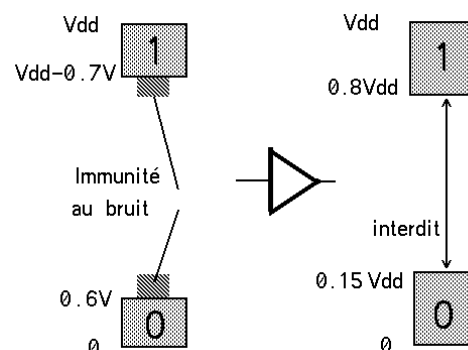 Vdd
1
Vdd-0.7V
Immunité
au bruit
0.6V
0
0
Vdd
1
0.8Vdd
interdit
0.15 Vdd
0
0